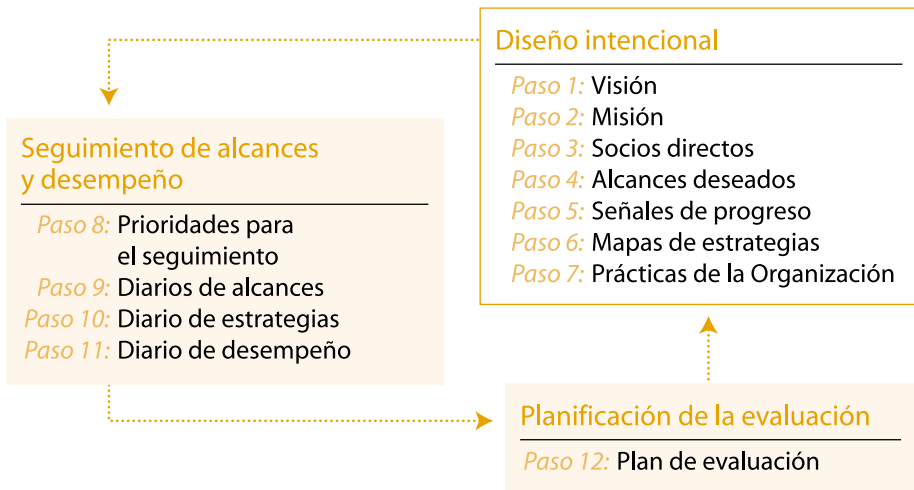 Diseño intencional
Paso 1: Visión
Paso 2: Misión
Paso 3: Socios directos
Paso 4: Alcances deseados
Paso 5: Señales de progreso
Paso 6: Mapas de estrategias
Paso 7: Prácticas de la Organización
Seguimiento de alcances
y desempeño
Paso 8: Prioridades para
el seguimiento
Paso 9: Diarios de alcances
Paso 10: Diario de estrategias
Paso 11: Diario de desempeño
Planificación de la evaluación
Paso 12: Plan de evaluación